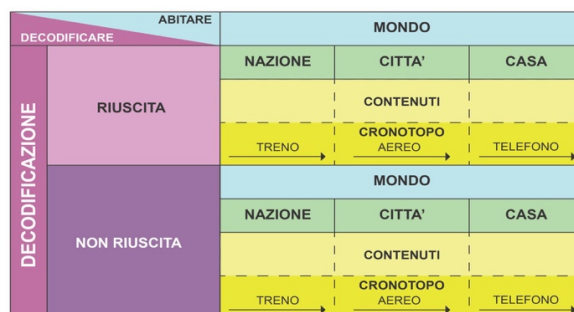 ABITARE
DECODIFICARE
MONDO
NAZIONE CITTA' CASA
DECODIFICAZIONE
RIUSCITA
CONTENUTI
CRONOTOPO
TRENO AEREO TELEFONO
MONDO
NON RIUSCITA
NAZIONE CITTA' CASA
CONTENUTI
CRONOTOPO
TRENO AEREO TELEFONO